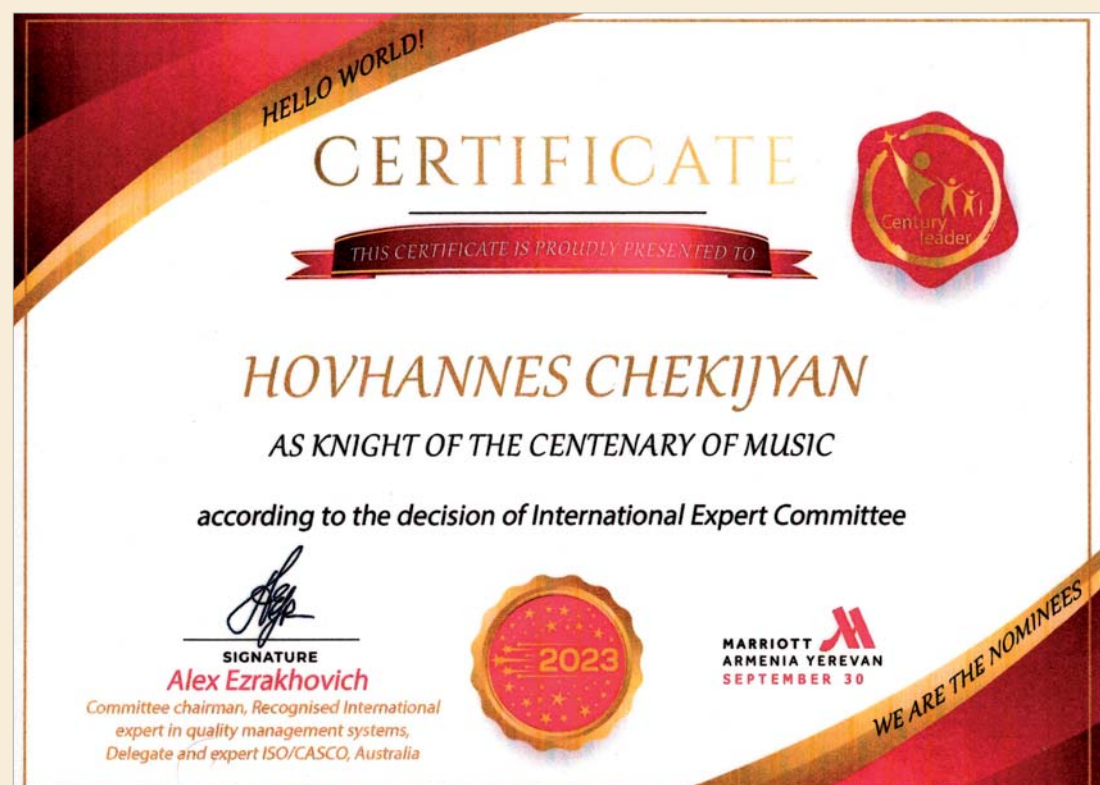 HELLO WORLD!
CERTIFICATE
THIS CERTIFICATE IS PROUDLY PRESENTED TO
Century
leader
HOVHANNES CHEKIJYAN
AS KNIGHT OF THE CENTENARY OF MUSIC
according to the decision of International Expert Committee
SIGNATURE
Alex Ezrakhovich
Committee chairman, Recognised International
expert in quality management systems,
Delegate and expert ISO/CASCO, Australia
2023
MARRIOTT
ARMENIA YEREVAN
SEPTEMBER 30
WE ARE THE NOMINEES